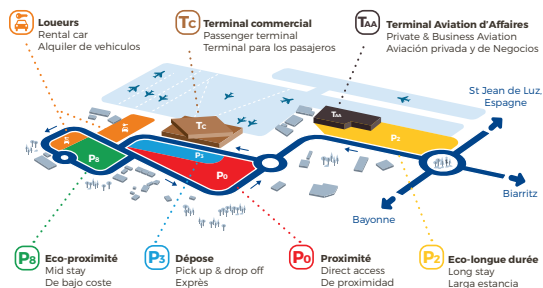 Loueurs
Rental car
Alquiler de vehiculos
Tc
Terminal commercial
Passenger terminal
Terminal para los pasajeros
TAA
Terminal Aviation d'Affaires
Private & Business Aviation
Aviación privada y de Negocios
St Jean de Luz,
Espagne
TAA
Tc
P2
P3
P8
P0
Biarritz
Bayonne
P8
Eco-proximité
Mid stay
De bajo coste
P3
Dépose
Pick up & drop off
Exprès
P0
Proximité
Direct access
De proximidad
P2
Eco-longue durée
Long stay
Larga estancia